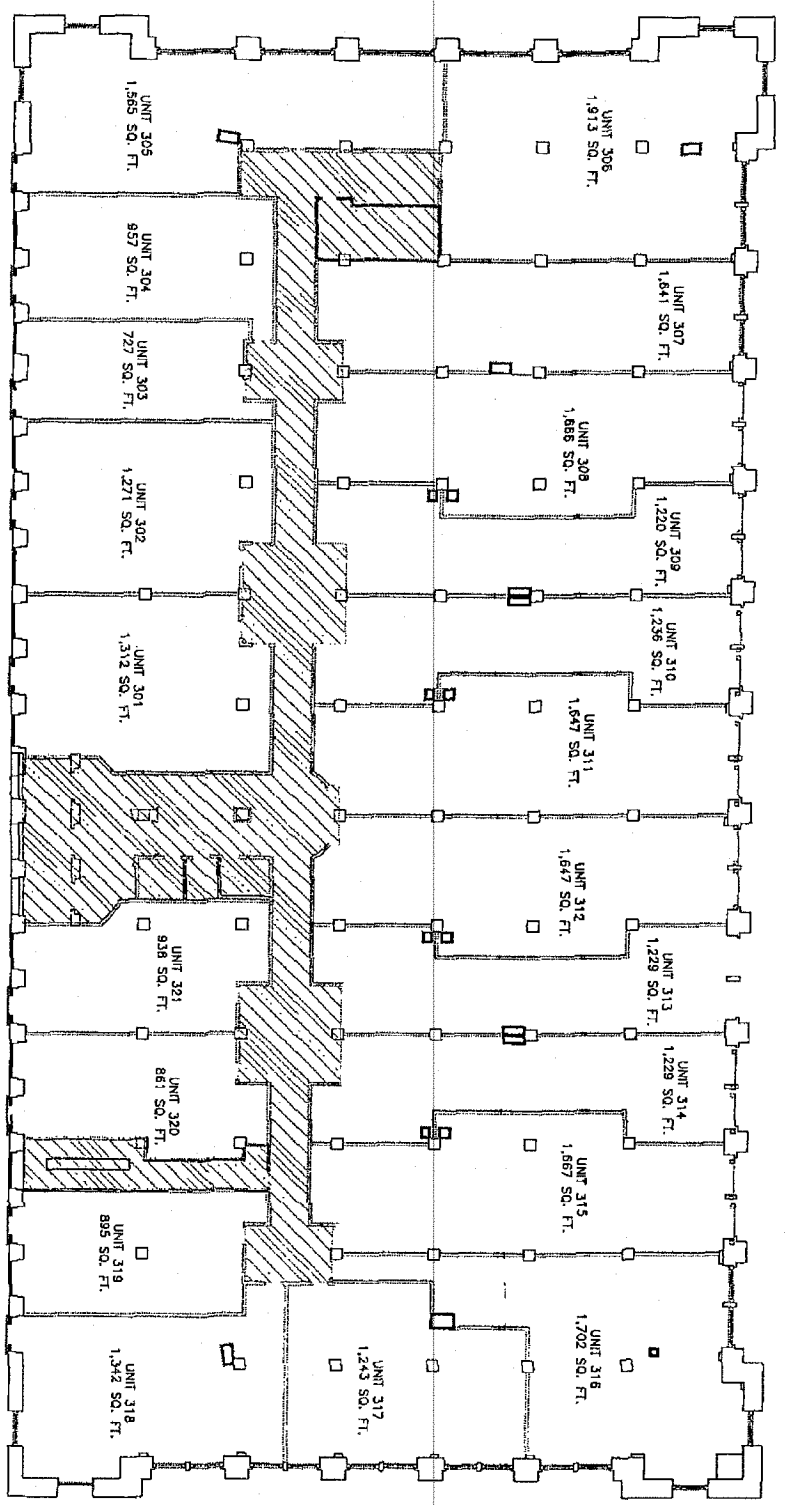 UNIT 306
1,913 SQ. FT.
UNIT 307
1,641 SQ. FT.
UNIT 308
1,686 SQ. FT.
UNIT 309
1,220 SQ. FT.
UNIT 310
1,236 SQ. FT.
UNIT 311
1,647 SQ. FT.
UNIT 312
1,647 SQ. FT.
UNIT 313
1,229 SQ. FT.
UNIT 314
1,229 SQ. FT.
UNIT 315
1,667 SQ. FT.
UNIT 316
1,702 SQ. FT.
UNIT 317
1,243 SQ. FT.
UNIT 305
1,565 SQ. FT.
UNIT 304
957 SQ. FT.
UNIT 303
727 SQ. FT.
UNIT 302
1,271 SQ. FT.
UNIT 301
1,312 SQ. FT.
UNIT 321
938 SQ. FT.
UNIT 320
861 SQ. FT.
UNIT 319
895 SQ. FT.
UNIT 318
1,342 SQ. FT.